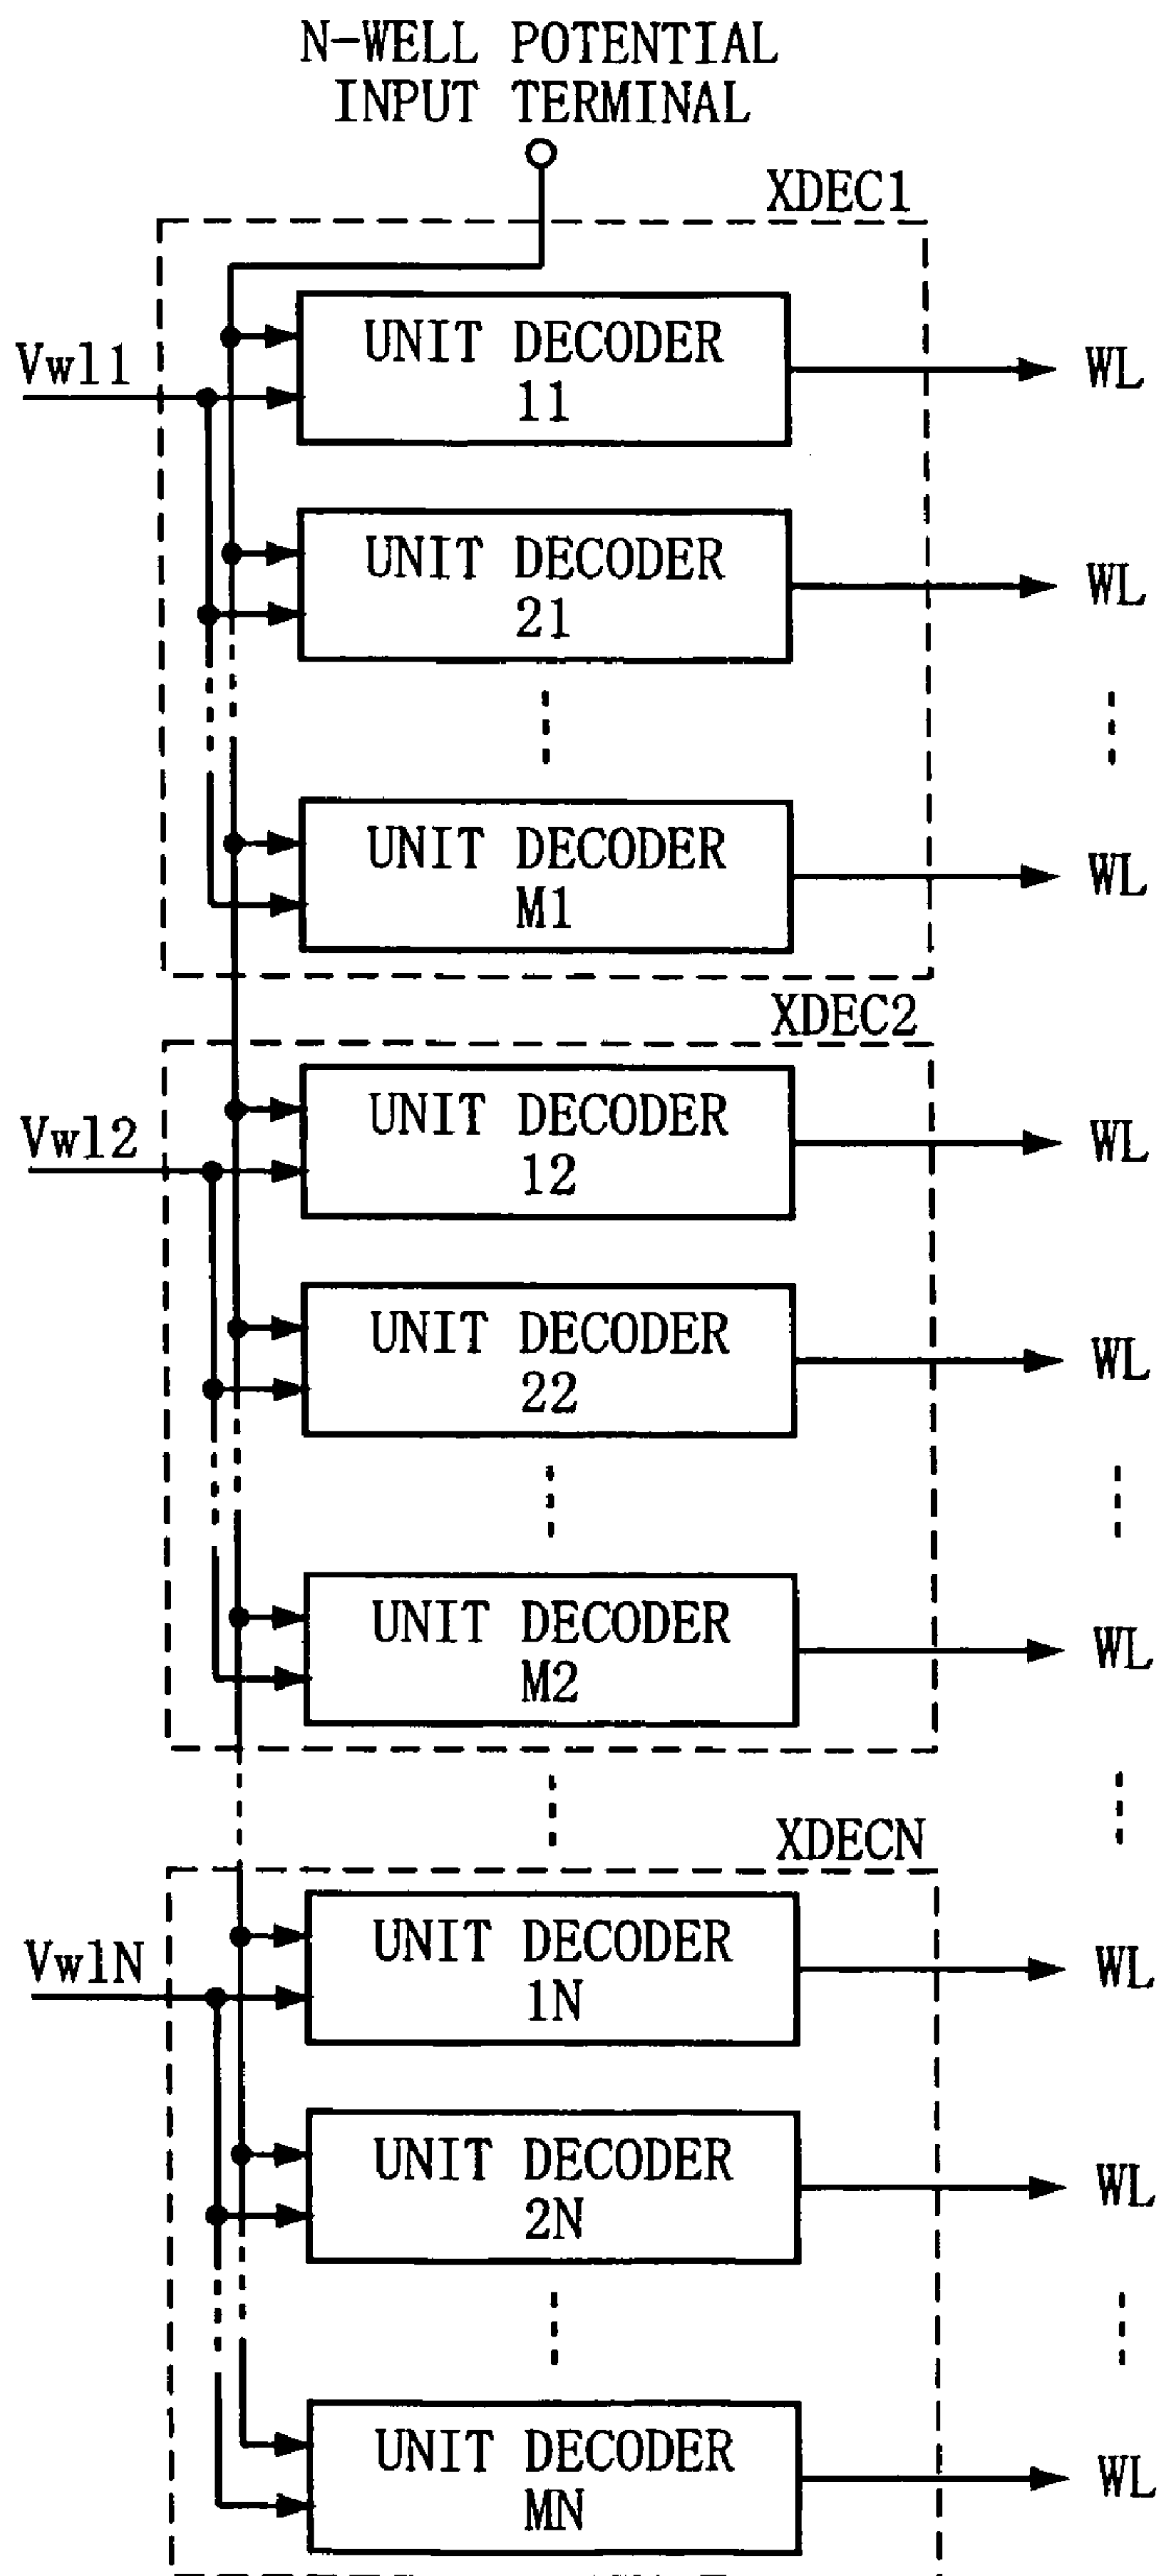 N-WELL POTENTIAL
INPUT TERMINAL
XDEC1
Vwl1
UNIT DECODER
11
WL
UNIT DECODER
21
WL
UNIT DECODER
M1
WL
XDEC2
Vwl2
UNIT DECODER
12
WL
UNIT DECODER
22
WL
UNIT DECODER
M2
WL
XDECN
VwlN
UNIT DECODER
1N
WL
UNIT DECODER
2N
WL
UNIT DECODER
MN
WL